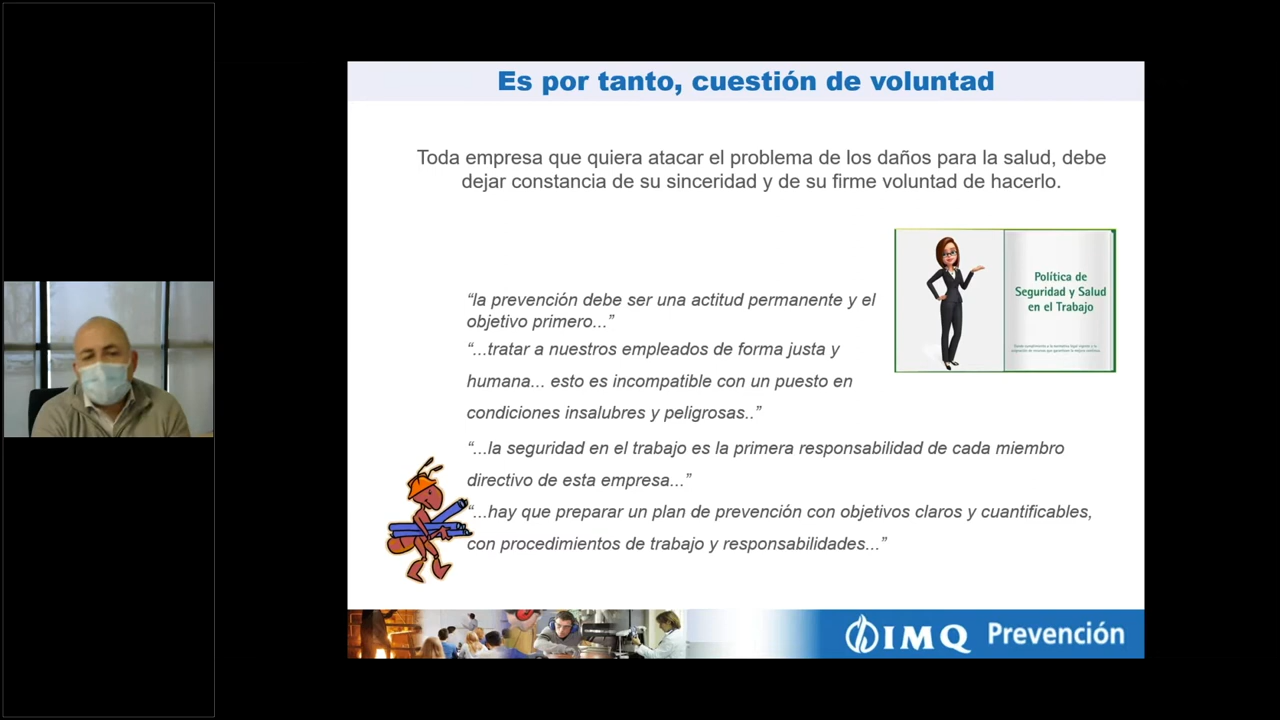 Es por tanto, cuestión de voluntad
Toda empresa que quiera atacar el problema de los daños para la salud, debe
dejar constancia de su sinceridad y de su firme voluntad de hacerlo.
Política de
Seguridad y Salud
en el Trabajo
“la prevención debe ser una actitud permanente y el
objetivo primero...”
“...tratar a nuestros empleados de forma justa y
humana... esto es incompatible con un puesto en
condiciones insalubres y peligrosas..”
“...la seguridad en el trabajo es la primera responsabilidad de cada miembro
directivo de esta empresa...”
“...hay que preparar un plan de prevención con objetivos claros y cuantificables,
con procedimientos de trabajo y responsabilidades...”
IMQ Prevención